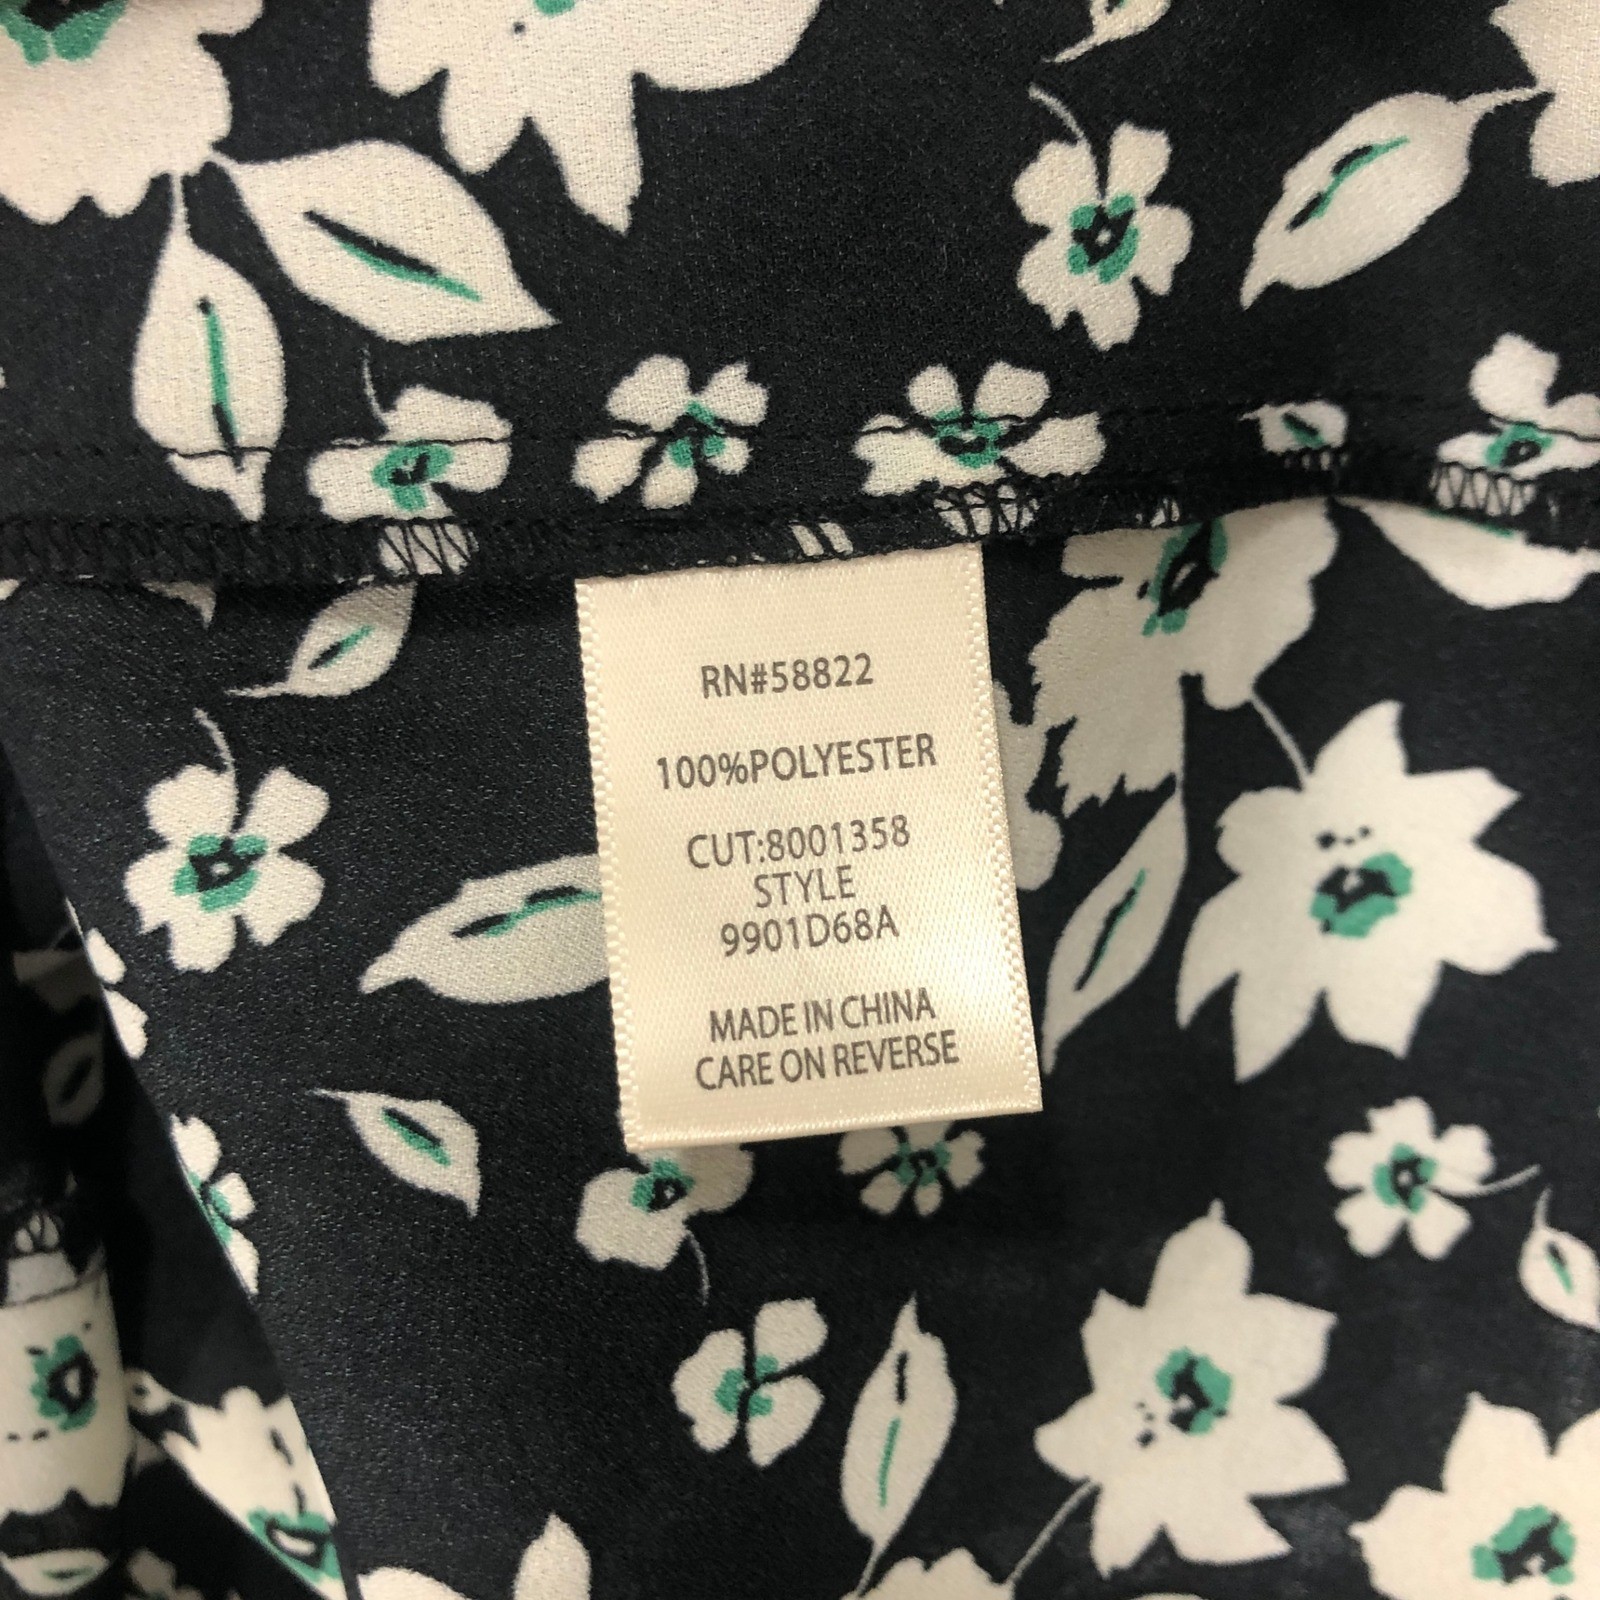 RN#58822
100%POLYESTER
CUT:8001358
STYLE
9901D68A
MADE IN CHINA
CARE ON REVERSE